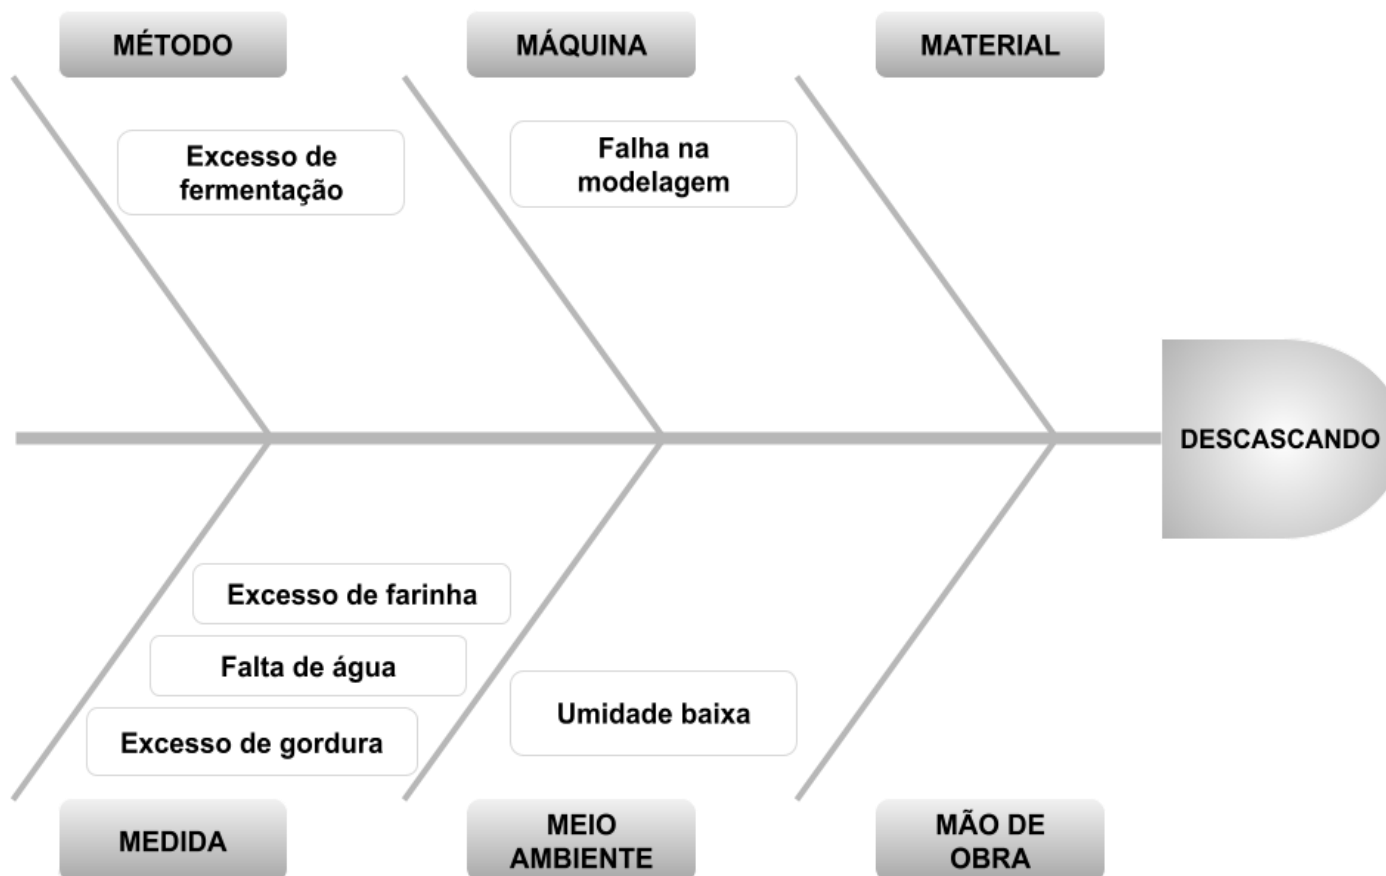 MÉTODO
MÁQUINA
MATERIAL
Excesso de
fermentação
Falha na
modelagem
DESCASCANDO
Excesso de farinha
Falta de água
Excesso de gordura
Umidade baixa
MEDIDA
MEIO
AMBIENTE
MÃO DE
OBRA